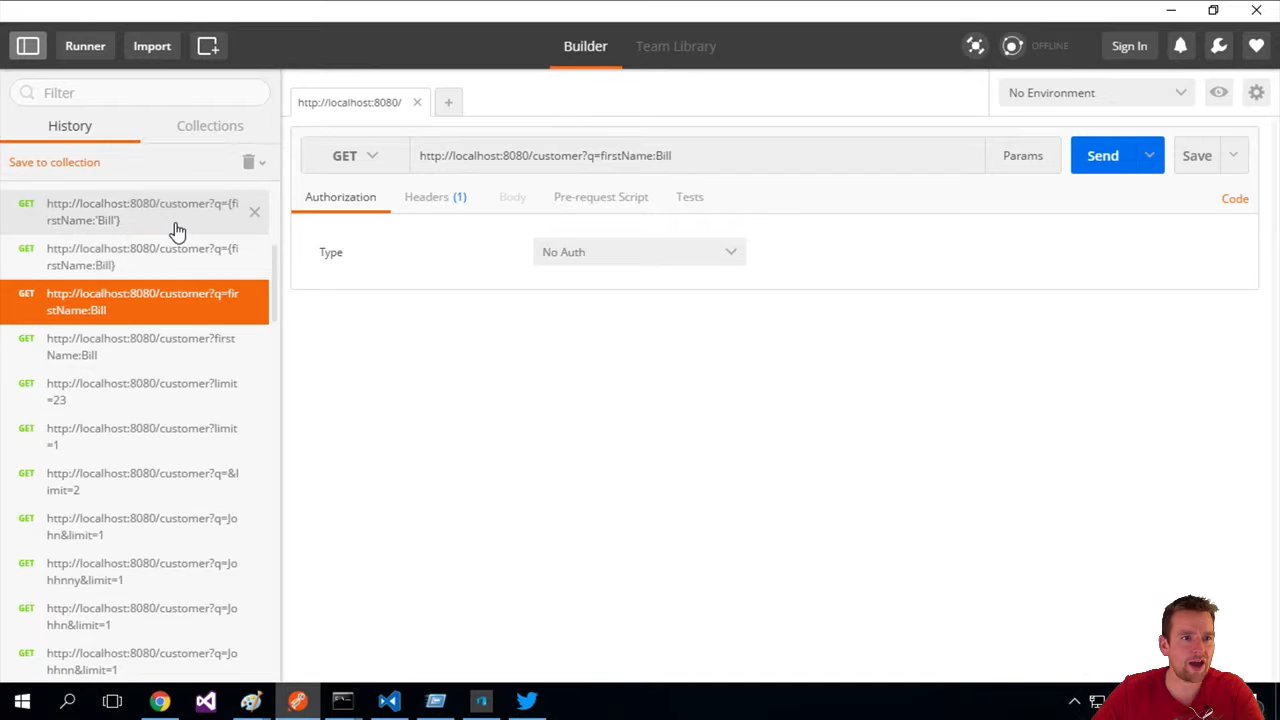 Runner
Import
Builder
Team Library
OFFLINE
Sign In
Filter
History
Collections
Save to collection
http://localhost:8080/
No Environment
GET
http://localhost:8080/customer?q=firstName:Bill
Params
Send
Save
Authorization
Headers (1)
Body
Pre-request Script
Tests
Code
Type
No Auth
GET http://localhost:8080/customer?q={fi
rstName:'Bill'}
GET http://localhost:8080/customer?q={fi
rstName:Bill}
GET http://localhost:8080/customer?q=fir
stName:Bill
GET http://localhost:8080/customer?first
Name:Bill
GET http://localhost:8080/customer?limit
=23
GET http://localhost:8080/customer?limit
=1
GET http://localhost:8080/customer?q=&l
imit=2
GET http://localhost:8080/customer?q=Jo
hn&limit=1
GET http://localhost:8080/customer?q=Jo
hhnny&limit=1
GET http://localhost:8080/customer?q=Jo
hhn&limit=1
GET http://localhost:8080/customer?q=Jo
hhnn&limit=1